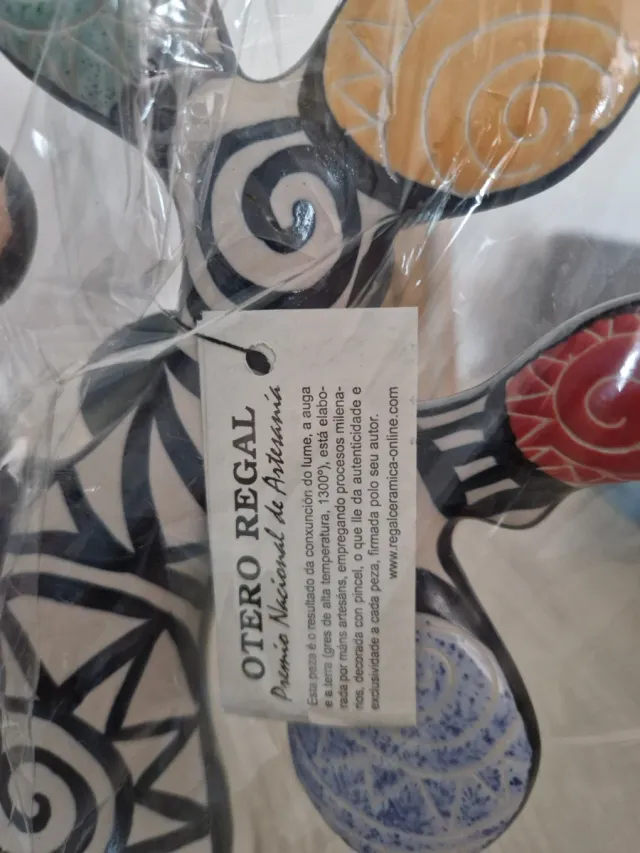 OTERO REGAL
Premio Nacional de Artesanía
Esta peza é o resultado da conxunción do lume, a auga
e a terra (gres de alta temperatura, 1300º), está elabo-
rada por máns artesáns, empregando procesos milena-
rios, decorada con pincel, o que lle da autenticidade e
exclusividade a cada peza, firmada polo seu autor.
www.regalceramica-online.com